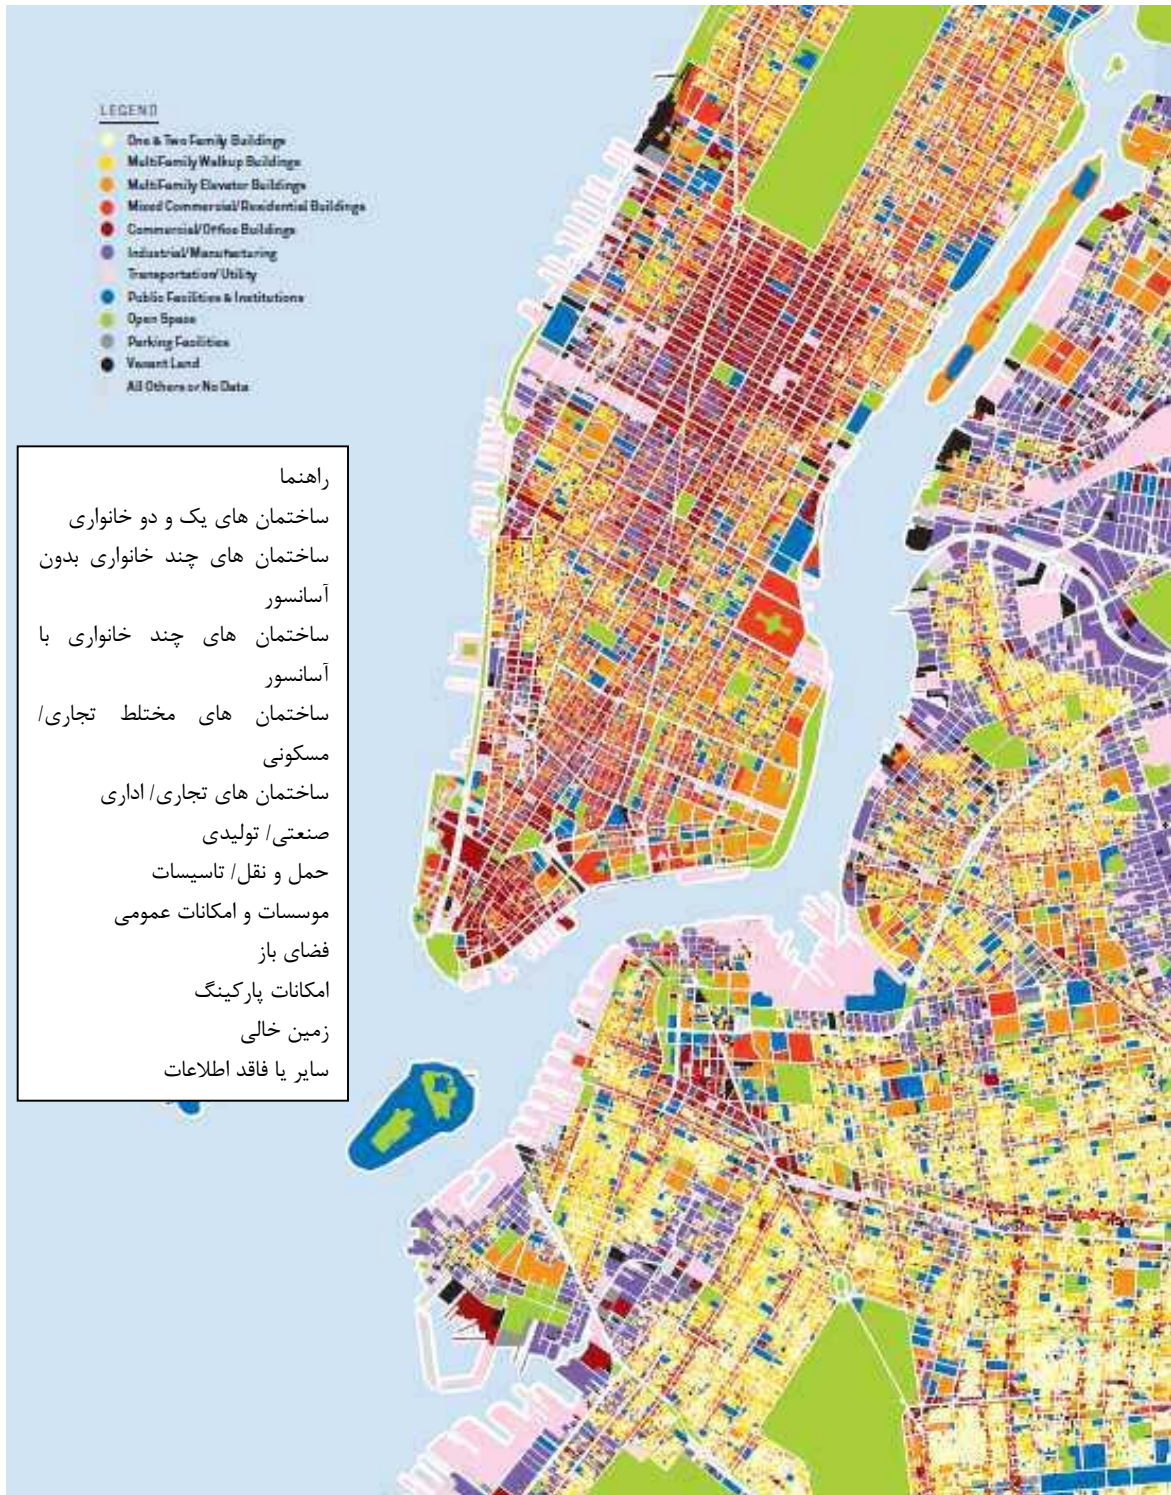 LEGEND
One & Two Family Buildings
MultiFamily Walkup Buildings
MultiFamily Elevator Buildings
Mixed Commercial/Residential Buildings
Commercial/Office Buildings
Industrial/Manufacturing
Transportation/Utility
Public Facilities & Institutions
Open Space
Parking Facilities
Vacant Land
All Others or No Data
راهنما
ساختمان های یک و دو خانواری
ساختمان های چند خانواری بدون
آسانسور
ساختمان های چند خانواری با
آسانسور
ساختمان های مختلط تجاری/
مسکونی
ساختمان های تجاری/ اداری
صنعتی/ تولیدی
حمل و نقل/ تاسیسات
موسسات و امکانات عمومی
فضای باز
امکانات پارکینگ
زمین خالی
سایر یا فاقد اطلاعات